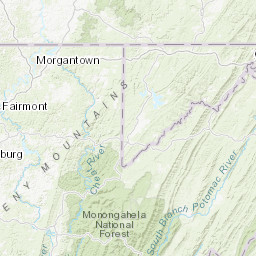 Morgantown
Fairmont
burg
ENY MOUNTAINS
Cheat River
Monongahela
National
Forest
South Branch Potomac River